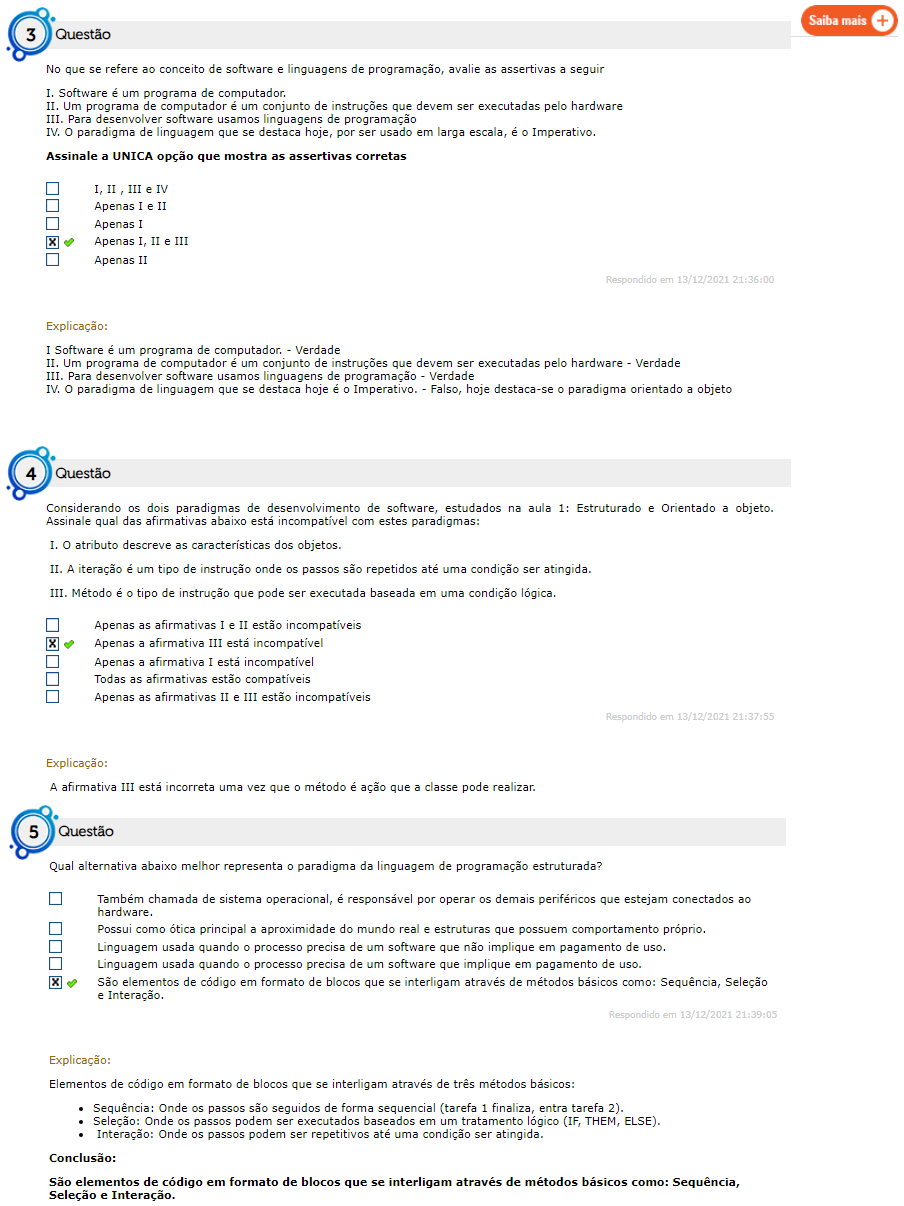 Saiba mais +
3 Questão
No que se refere ao conceito de software e linguagens de programação, avalie as assertivas a seguir
I. Software é um programa de computador.
II. Um programa de computador é um conjunto de instruções que devem ser executadas pelo hardware
III. Para desenvolver software usamos linguagens de programação
IV. O paradigma de linguagem que se destaca hoje, por ser usado em larga escala, é o Imperativo.
Assinale a UNICA opção que mostra as assertivas corretas
I, II , III e IV
Apenas I e II
Apenas I
X Apenas I, II e III
Apenas II
Respondido em 13/12/2021 21:36:00
Explicação:
I Software é um programa de computador. - Verdade
II. Um programa de computador é um conjunto de instruções que devem ser executadas pelo hardware - Verdade
III. Para desenvolver software usamos linguagens de programação - Verdade
IV. O paradigma de linguagem que se destaca hoje é o Imperativo. - Falso, hoje destaca-se o paradigma orientado a objeto
4 Questão
Considerando os dois paradigmas de desenvolvimento de software, estudados na aula 1: Estruturado e Orientado a objeto.
Assinale qual das afirmativas abaixo está incompatível com estes paradigmas:
I. O atributo descreve as características dos objetos.
II. A iteração é um tipo de instrução onde os passos são repetidos até uma condição ser atingida.
III. Método é o tipo de instrução que pode ser executada baseada em uma condição lógica.
Apenas as afirmativas I e II estão incompatíveis
X Apenas a afirmativa III está incompatível
Apenas a afirmativa I está incompatível
Todas as afirmativas estão compatíveis
Apenas as afirmativas II e III estão incompatíveis
Respondido em 13/12/2021 21:37:55
Explicação:
A afirmativa III está incorreta uma vez que o método é ação que a classe pode realizar.
5 Questão
Qual alternativa abaixo melhor representa o paradigma da linguagem de programação estruturada?
Também chamada de sistema operacional, é responsável por operar os demais periféricos que estejam conectados ao
hardware.
Possui como ótica principal a aproximidade do mundo real e estruturas que possuem comportamento próprio.
Linguagem usada quando o processo precisa de um software que não implique em pagamento de uso.
Linguagem usada quando o processo precisa de um software que implique em pagamento de uso.
X São elementos de código em formato de blocos que se interligam através de métodos básicos como: Sequência, Seleção
e Interação.
Respondido em 13/12/2021 21:39:05
Explicação:
Elementos de código em formato de blocos que se interligam através de três métodos básicos:
• Sequência: Onde os passos são seguidos de forma sequencial (tarefa 1 finaliza, entra tarefa 2).
• Seleção: Onde os passos podem ser executados baseados em um tratamento lógico (IF, THEM, ELSE).
• Interação: Onde os passos podem ser repetitivos até uma condição ser atingida.
Conclusão:
São elementos de código em formato de blocos que se interligam através de métodos básicos como: Sequência,
Seleção e Interação.